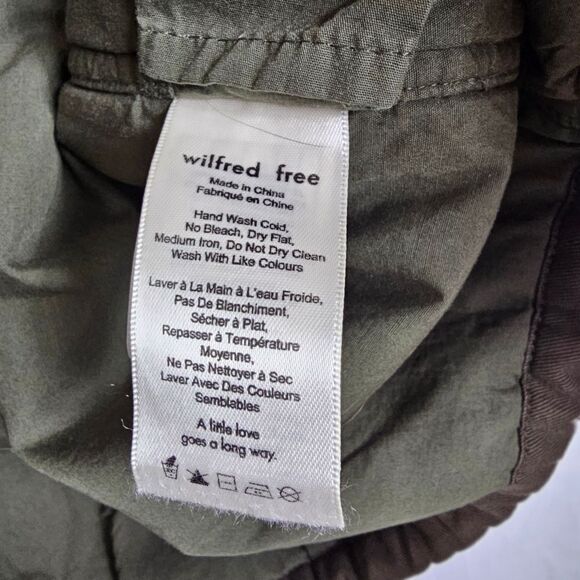 wilfred free
Made in China
Fabriqué en Chine
Hand Wash Cold,
No Bleach, Dry Flat,
Medium Iron, Do Not Dry Clean
Wash With Like Colours
Laver à La Main à L'eau Froide,
Pas De Blanchiment,
Sécher à Plat,
Repasser à Température
Moyenne,
Ne Pas Nettoyer à Sec
Laver Avec Des Couleurs
Semblables
A little love
goes a long way.